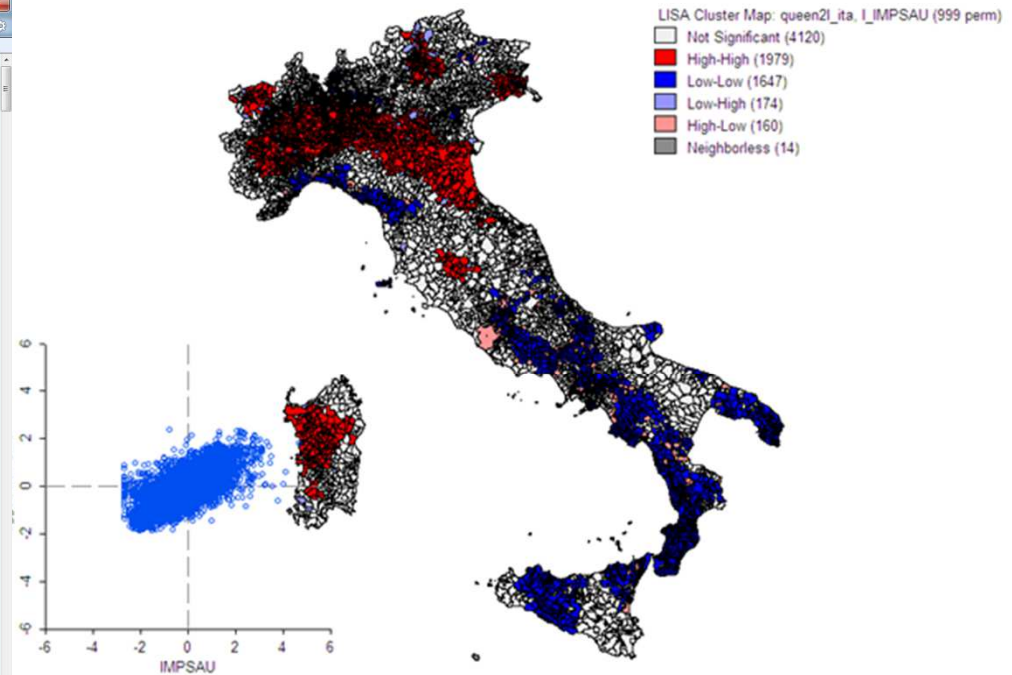 LISA Cluster Map: queen2l_ita, I_IMPSAU (999 perm)
Not Significant (4120)
High-High (1979)
Low-Low (1647)
Low-High (174)
High-Low (160)
Neighborless (14)
6
4
2
0
-2
-4
-6
-6 -4 -2 0 2 4 6
IMPSAU